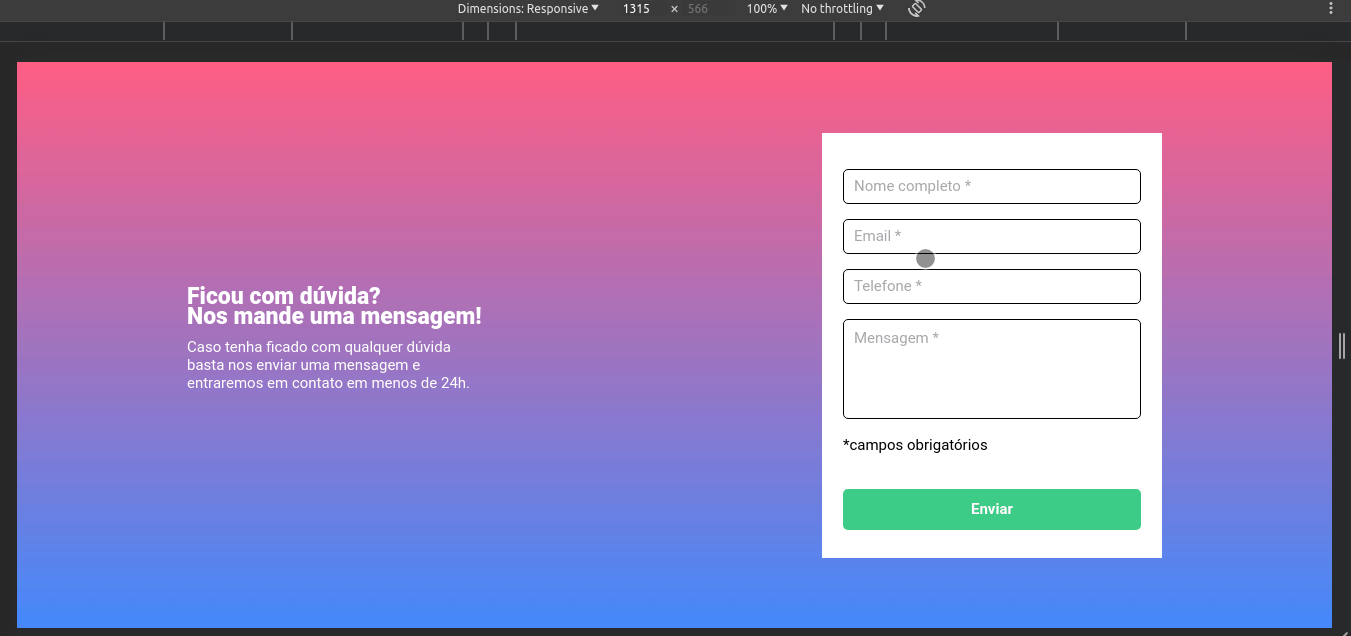 Dimensions: Responsive 1315 × 566 100% No throttling
Ficou com dúvida?
Nos mande uma mensagem!
Caso tenha ficado com qualquer dúvida
basta nos enviar uma mensagem e
entraremos em contato em menos de 24h.
Nome completo *
Email *
Telefone *
Mensagem *
*campos obrigatórios
Enviar